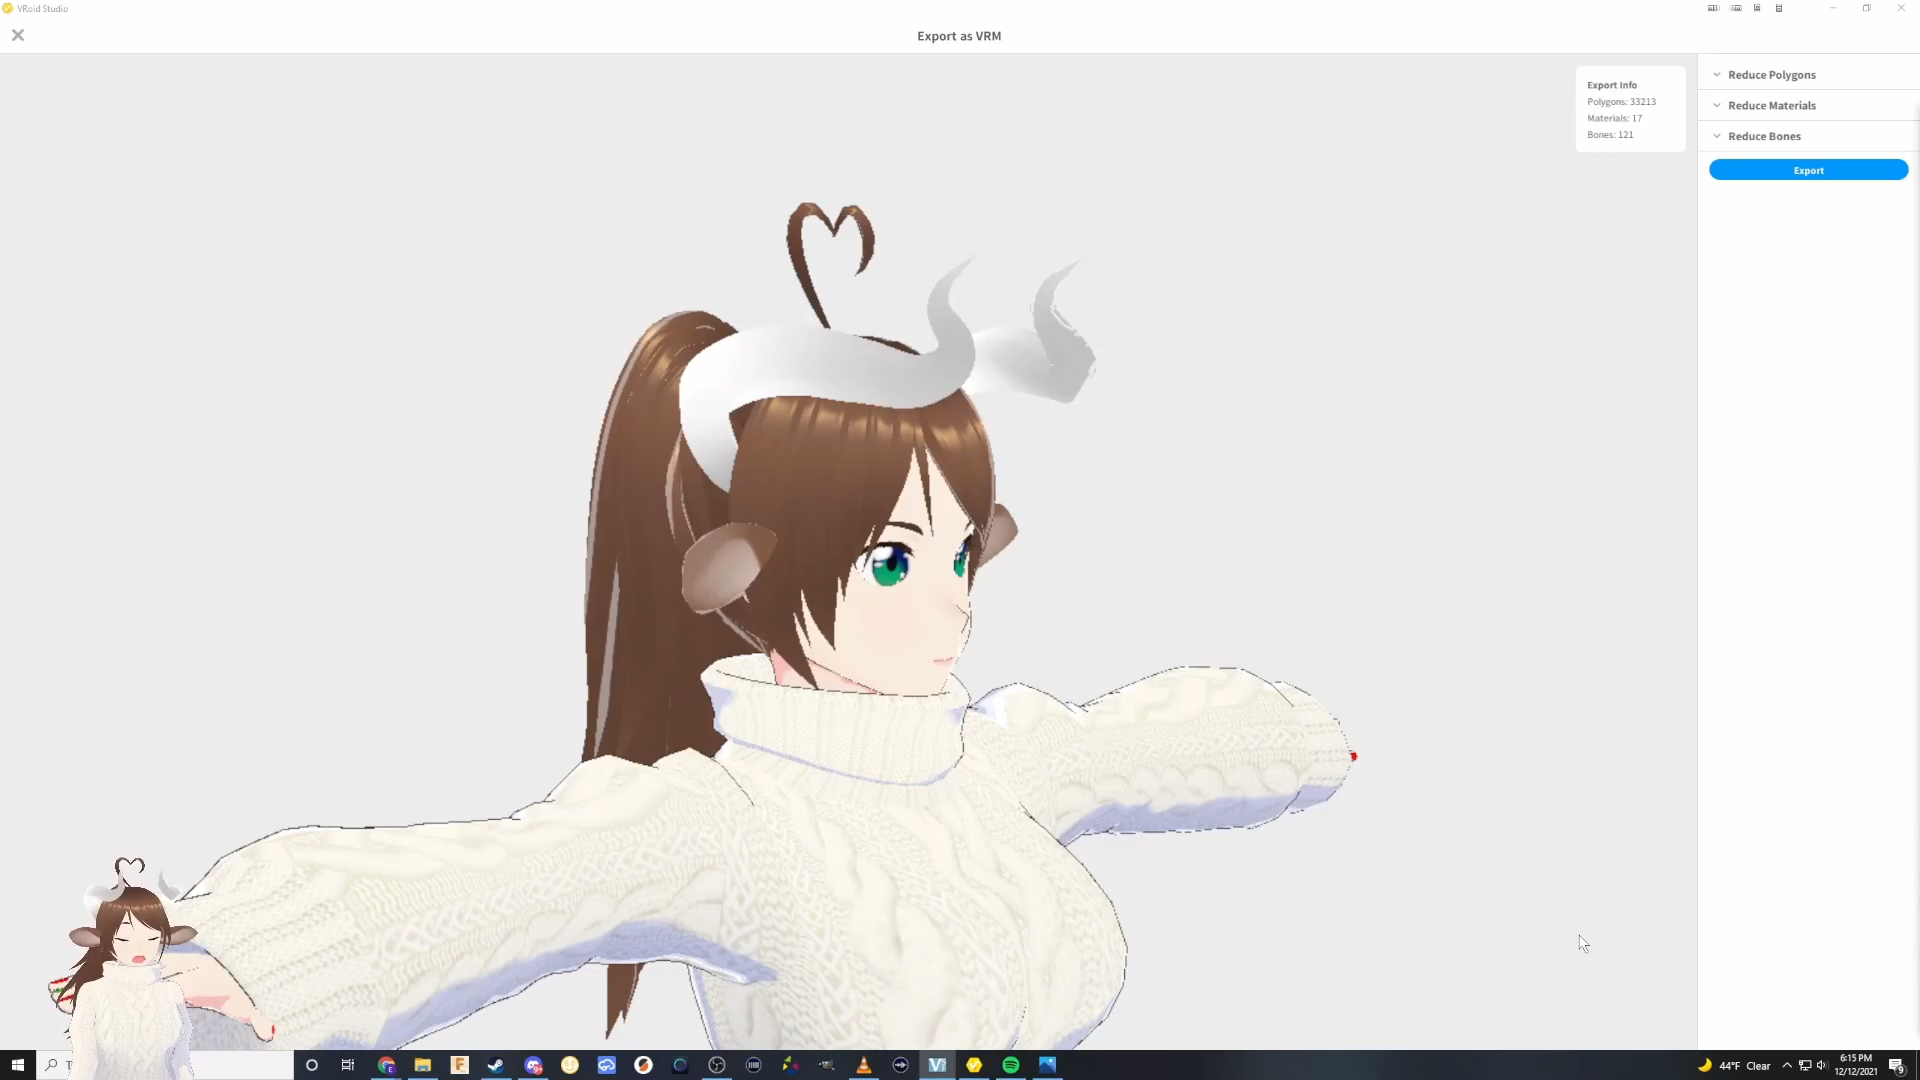 VRoid Studio
Export as VRM
Export Info
Polygons: 33213
Materials: 17
Bones: 121
Reduce Polygons
Reduce Materials
Reduce Bones
Export
44°F Clear
6:15 PM
12/12/2021